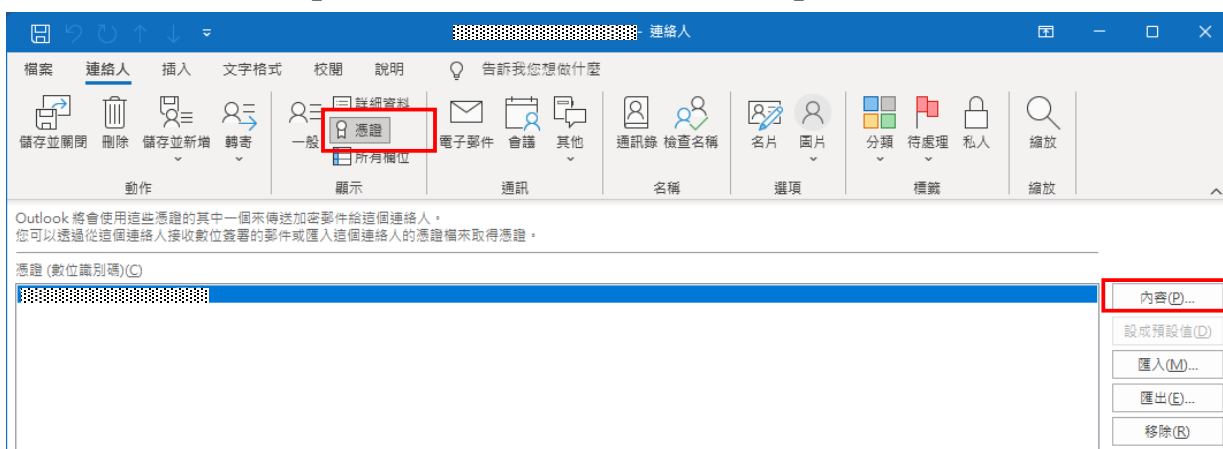 連絡人
檔案 連絡人 插入 文字格式 校閱 說明 告訴我您想做什麼
儲存並關閉 刪除 儲存並新增 轉寄
動作
一般 詳細資料
憑證
所有欄位
顯示
電子郵件 會議 其他
通訊
通訊錄 檢查名稱
名稱
名片 圖片
選項
分類 待處理 私人
標籤
縮放
縮放
Outlook 將會使用這些憑證的其中一個來傳送加密郵件給這個連絡人。
您可以透過從這個連絡人接收數位簽署的郵件或匯入這個連絡人的憑證檔來取得憑證。
憑證 (數位識別碼)(C)
內容(P)...
設成預設值(D)
匯入(M)...
匯出(E)...
移除(R)